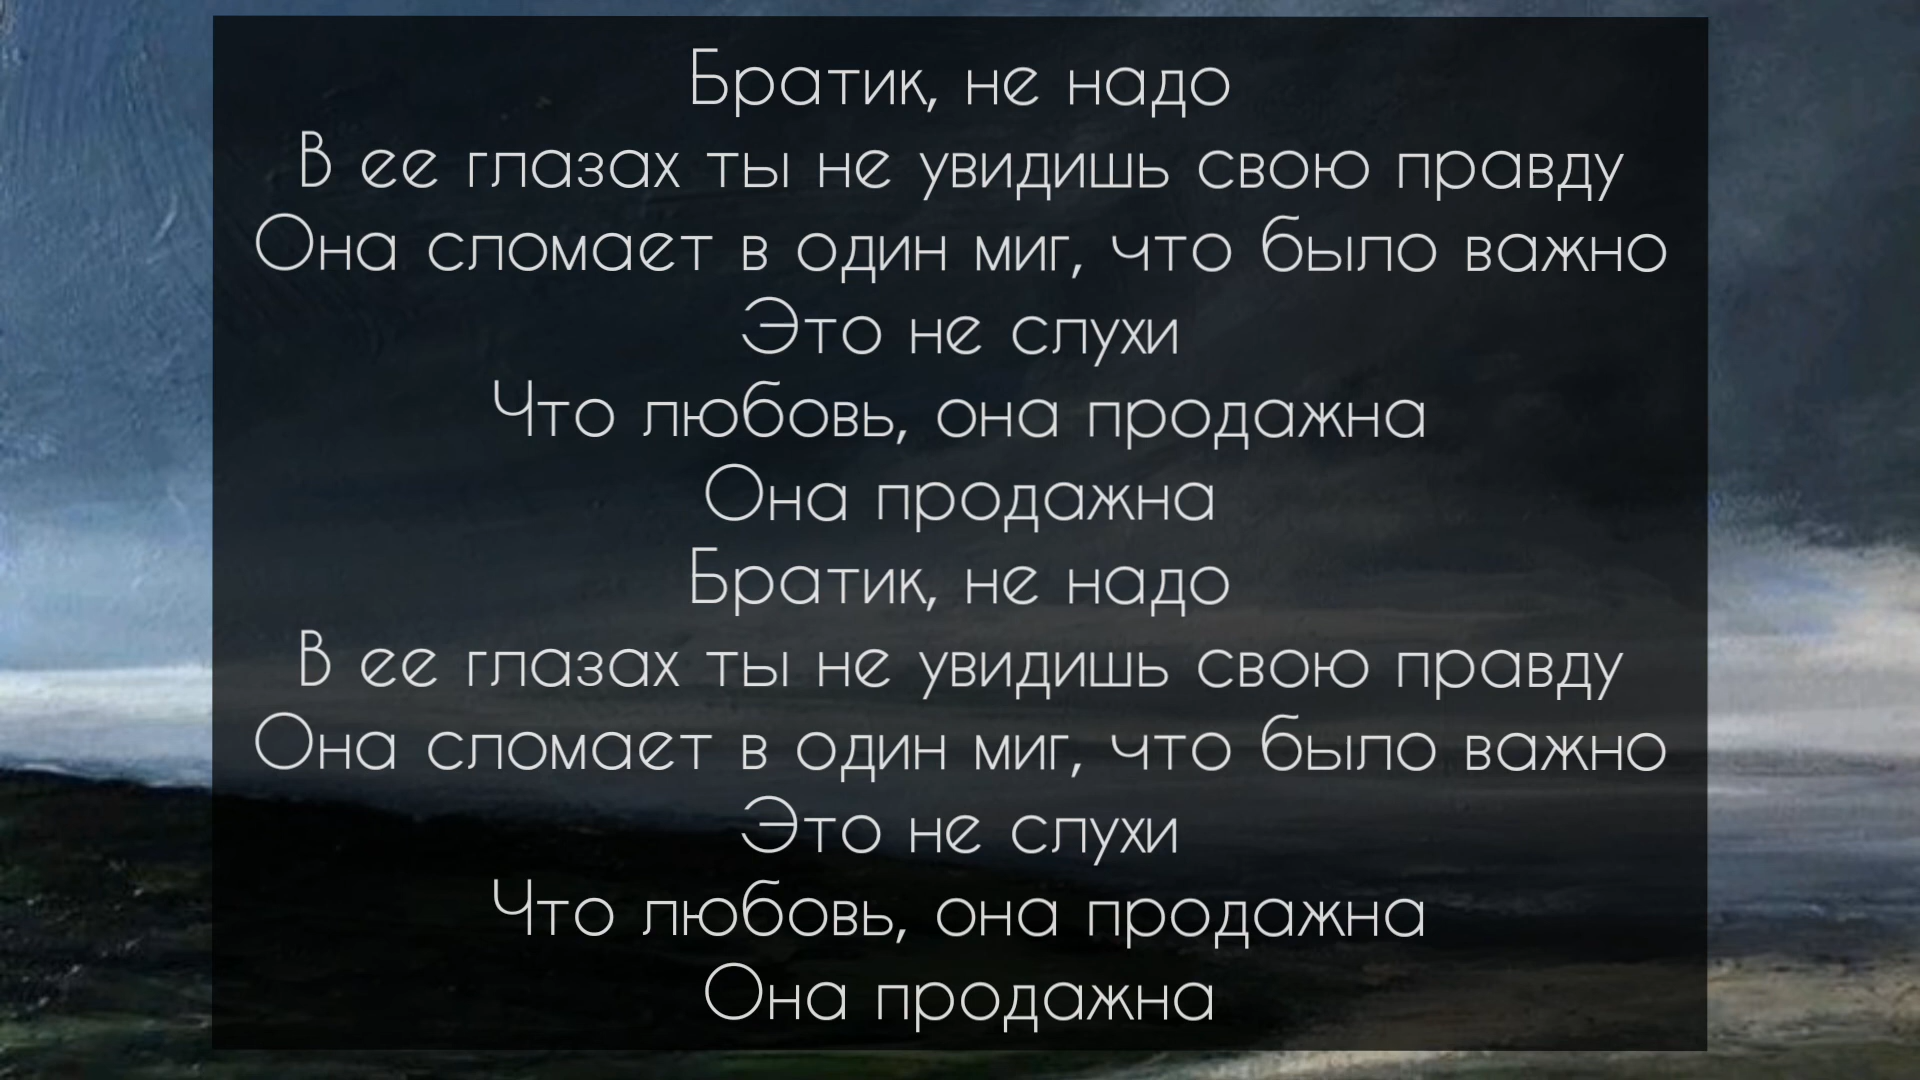 Братик, не надо
В ее глазах ты не увидишь свою правду
Она сломает в один миг, что было важно
Это не слухи
Что любовь, она продажна
Она продажна
Братик, не надо
В ее глазах ты не увидишь свою правду
Она сломает в один миг, что было важно
Это не слухи
Что любовь, она продажна
Она продажна